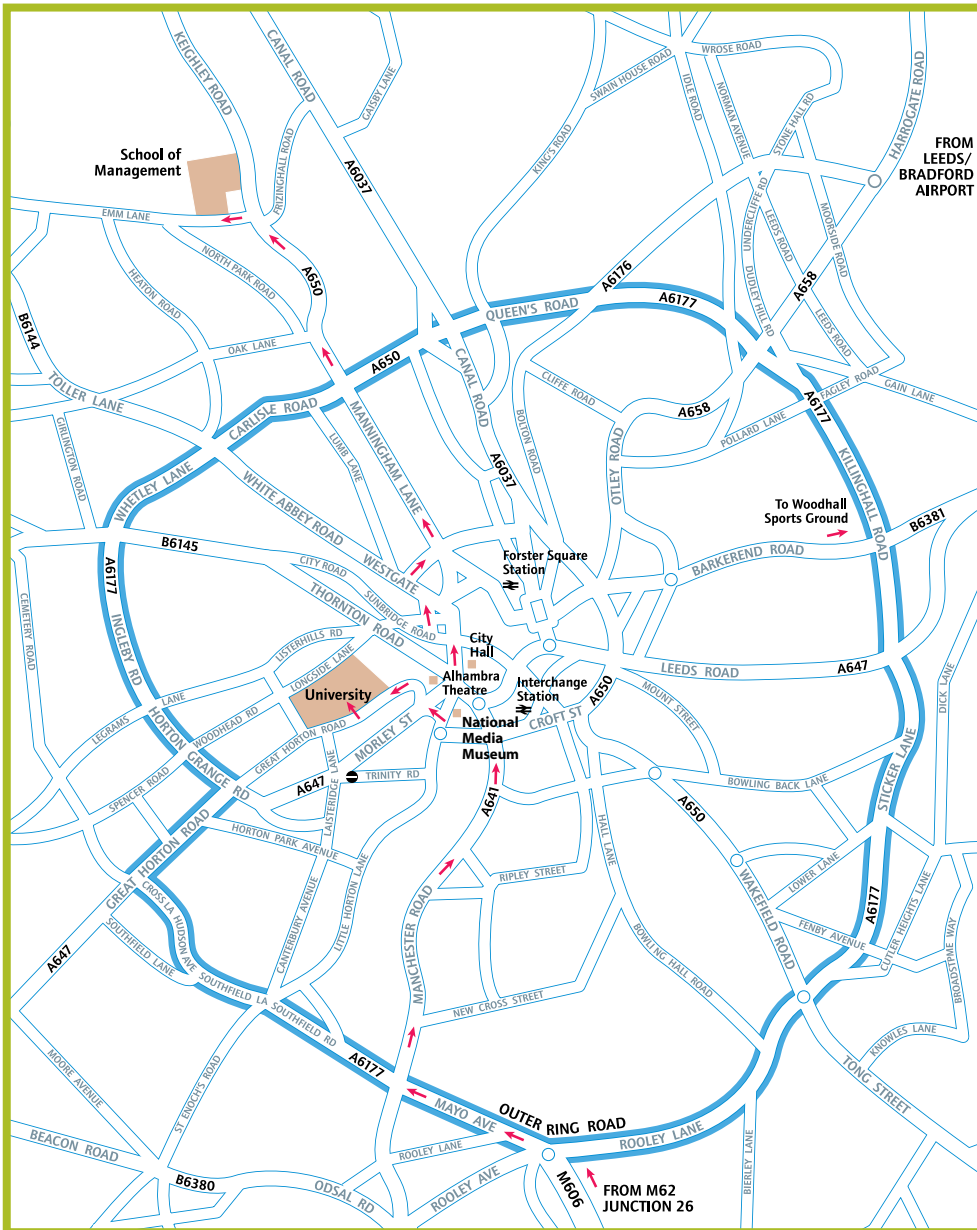 KEIGHLEY ROAD
CANAL ROAD
GAISBY LANE
WROSE ROAD
SWAIN HOUSE ROAD
IDLE ROAD
NORMAN AVENUE
STONE HALL RD
HARROGATE ROAD
FROM
LEEDS/
BRADFORD
AIRPORT
School of
Management
FRIZINGHALL ROAD
A6037
KING'S ROAD
EMM LANE
UNDERCLIFFE RD
LEEDS ROAD
MOORSIDE ROAD
NORTH PARK ROAD
HEATON ROAD
A650
A6176
A6177
DUDLEY HILL RD
A658
B6144
QUEEN'S ROAD
OAK LANE
A650
CANAL ROAD
LEEDS ROAD
TOLLER LANE
CARLISLE ROAD
CLIFFE ROAD
A658
FAGLEY ROAD
GAIN LANE
A6177
GIRLINGTON ROAD
LUMB LANE
MANNINGHAM LANE
BOLTON ROAD
OTLEY ROAD
POLLARD LANE
WHETLEY LANE
WHITE ABBEY ROAD
A6037
KILLINGHALL ROAD
To Woodhall
Sports Ground
B6381
B6145
WESTGATE
Forster Square
Station
BARKEREND ROAD
A6177
CITY ROAD
THORNTON ROAD
SUNBRIDGE ROAD
CEMETERY ROAD
INGLEBY RD
LISTERHILLS RD
LONGSIDE LANE
City
Hall
LEEDS ROAD
A647
Alhambra
Theatre
Interchange
Station
A650
MOUNT STREET
DICK LANE
University
LEGRAMS LANE
WOODHEAD RD
HORTON GRANGE RD
GREAT HORTON ROAD
MORLEY ST
CROFT ST
National
Media
Museum
SPENCER ROAD
A647
TRINITY RD
LAISTERIDGE LANE
A641
BOWLING BACK LANE
STICKER LANE
A650
GREAT HORTON ROAD
HORTON PARK AVENUE
HALL LANE
RIPLEY STREET
LOWER LANE
WAKEFIELD ROAD
CROSS LA
HUDSON AVE
SOUTHFIELD LANE
CANTERBURY AVENUE
LITTLE HORTON LANE
MANCHESTER ROAD
BOWLING HALL ROAD
FENBY AVENUE
CUTLER HEIGHTS LANE
A6177
BROADSTPME WAY
A647
SOUTHFIELD LA
SOUTHFIELD RD
NEW CROSS STREET
KNOWLES LANE
MOORE AVENUE
ST ENOCH'S ROAD
A6177
TONG STREET
MAYO AVE
OUTER RING ROAD
ROOLEY LANE
BEACON ROAD
ROOLEY LANE
BIERLEY LANE
B6380
ODSAL RD
ROOLEY AVE
M606
FROM M62
JUNCTION 26